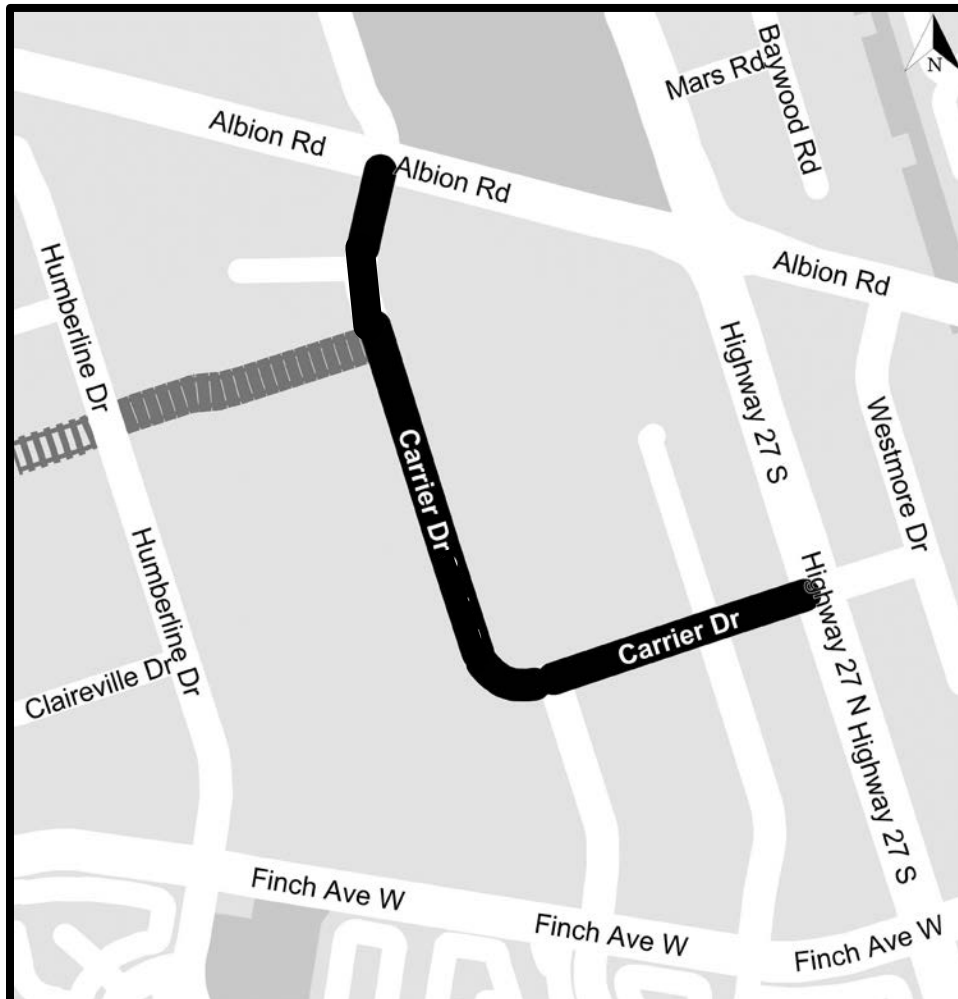 Baywood Rd
N
Mars Rd
Albion Rd
Albion Rd
Albion Rd
Humberline Dr
Highway 27 S
Westmore Dr
Carrier Dr
Humberline Dr
Highway 27 N
Carrier Dr
Claireville Dr
Highway 27 S
Finch Ave W
Finch Ave W
Finch Ave W